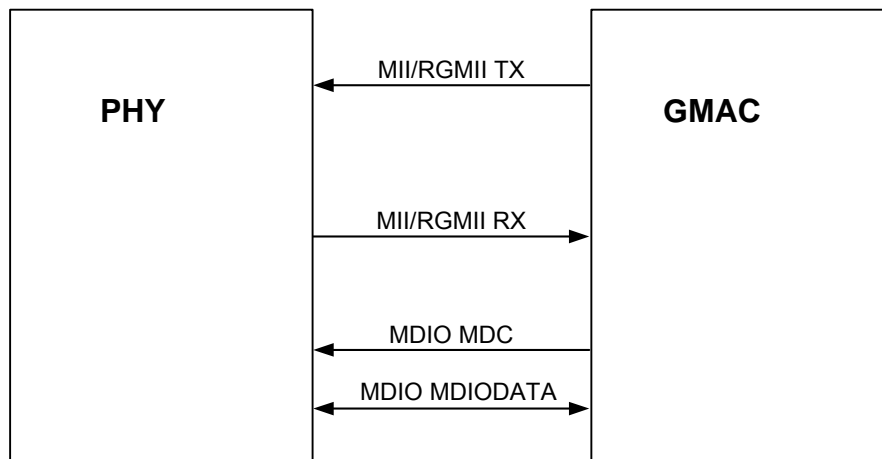 MII/RGMII TX
PHY
GMAC
MII/RGMII RX
MDIO MDC
MDIO MDIODATA